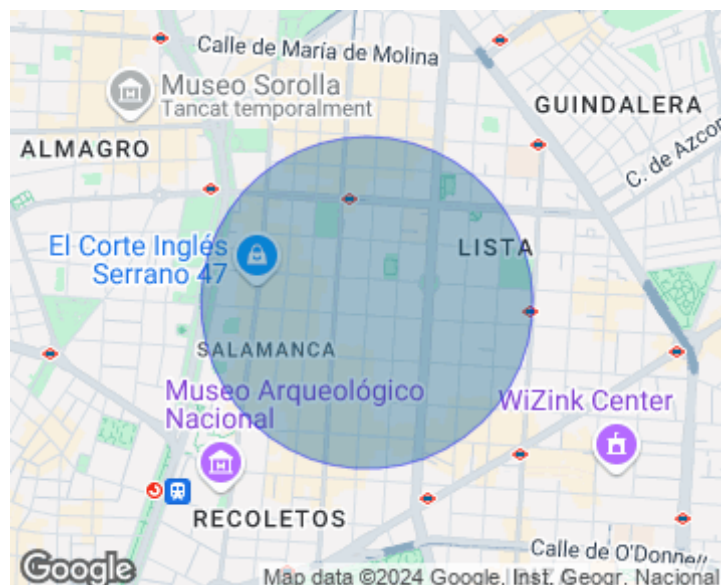 Calle de María de Molina
Museo Sorolla
Tancat temporalment
GUINDALERA
ALMAGRO
C. de Azcon
El Corte Inglés
Serrano 47
LISTA
SALAMANCA
Museo Arqueológico
Nacional
WiZink Center
RECOLETOS
Calle de O'Donnell
Google
Map data ©2024 Google, Inst. Geogr. Nacional